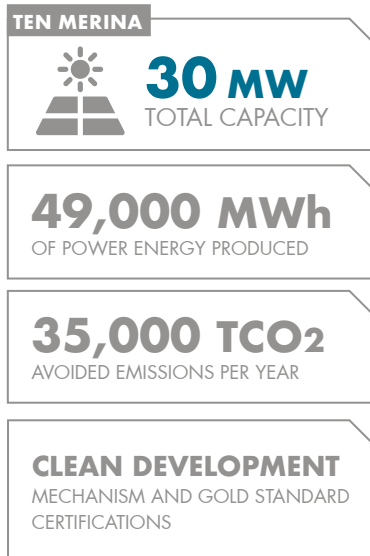 TEN MERINA
30 MW
TOTAL CAPACITY
49,000 MWh
OF POWER ENERGY PRODUCED
35,000 TCO2
AVOIDED EMISSIONS PER YEAR
CLEAN DEVELOPMENT
MECHANISM AND GOLD STANDARD
CERTIFICATIONS